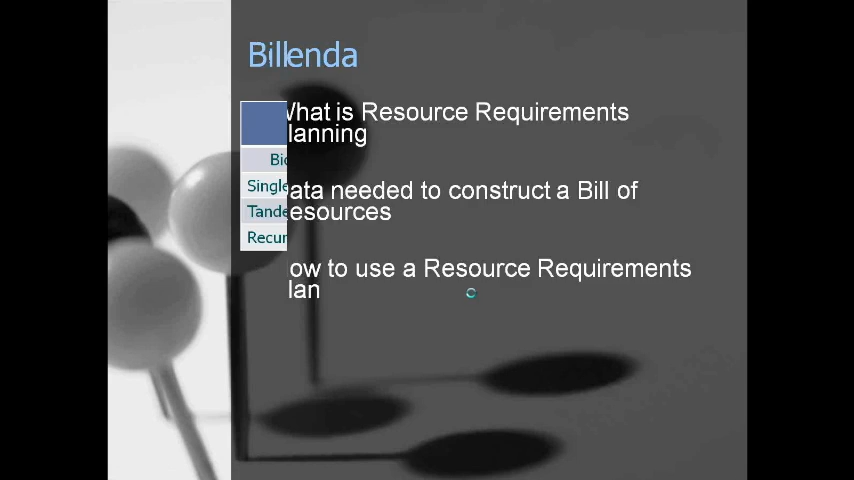 Billenda
What is Resource Requirements
lanning
Bic
Single
ata needed to construct a Bill of
Tande
esources
Recur
ow to use a Resource Requirements
lan